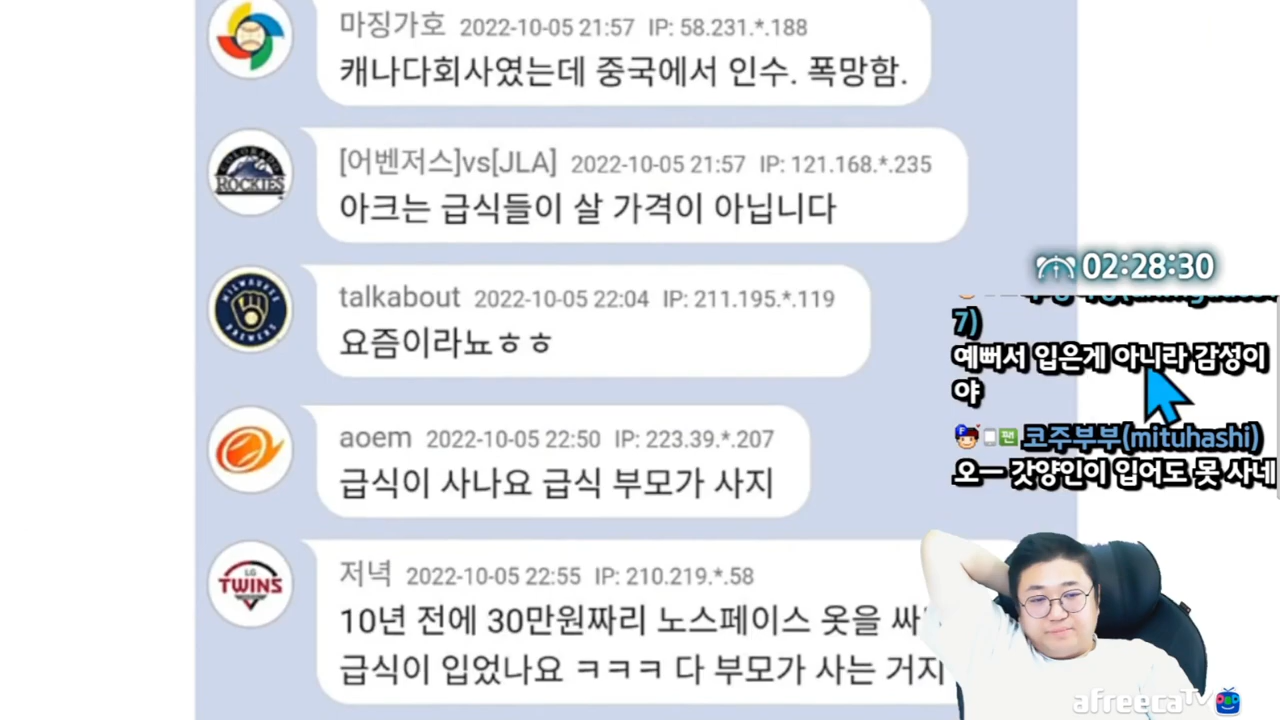 마징가호 2022-10-05 21:57 IP: 58.231.*.188
캐나다회사였는데 중국에서 인수. 폭망함.
COLORADO
ROCKIES
[어벤저스]vs[JLA] 2022-10-05 21:57 IP: 121.168.*.235
아크는 급식들이 살 가격이 아닙니다
MILWAUKEE
BREWERS
talkabout 2022-10-05 22:04 IP: 211.195.*.119
요즘이라뇨ㅎㅎ
aoem 2022-10-05 22:50 IP: 223.39.*.207
급식이 사나요 급식 부모가 사지
LG
TWINS
저녁 2022-10-05 22:55 IP: 210.219.*.58
10년 전에 30만원짜리 노스페이스 옷을
급식이 입었나요 ㅋㅋㅋ 다 부모가 사는 거지
02:28:30
7)
예뻐서 입은게 아니라 감성이
야
코주부부(mituhashi)
오ㅡ 갓양인이 입어도 못 사네
afreecaTV